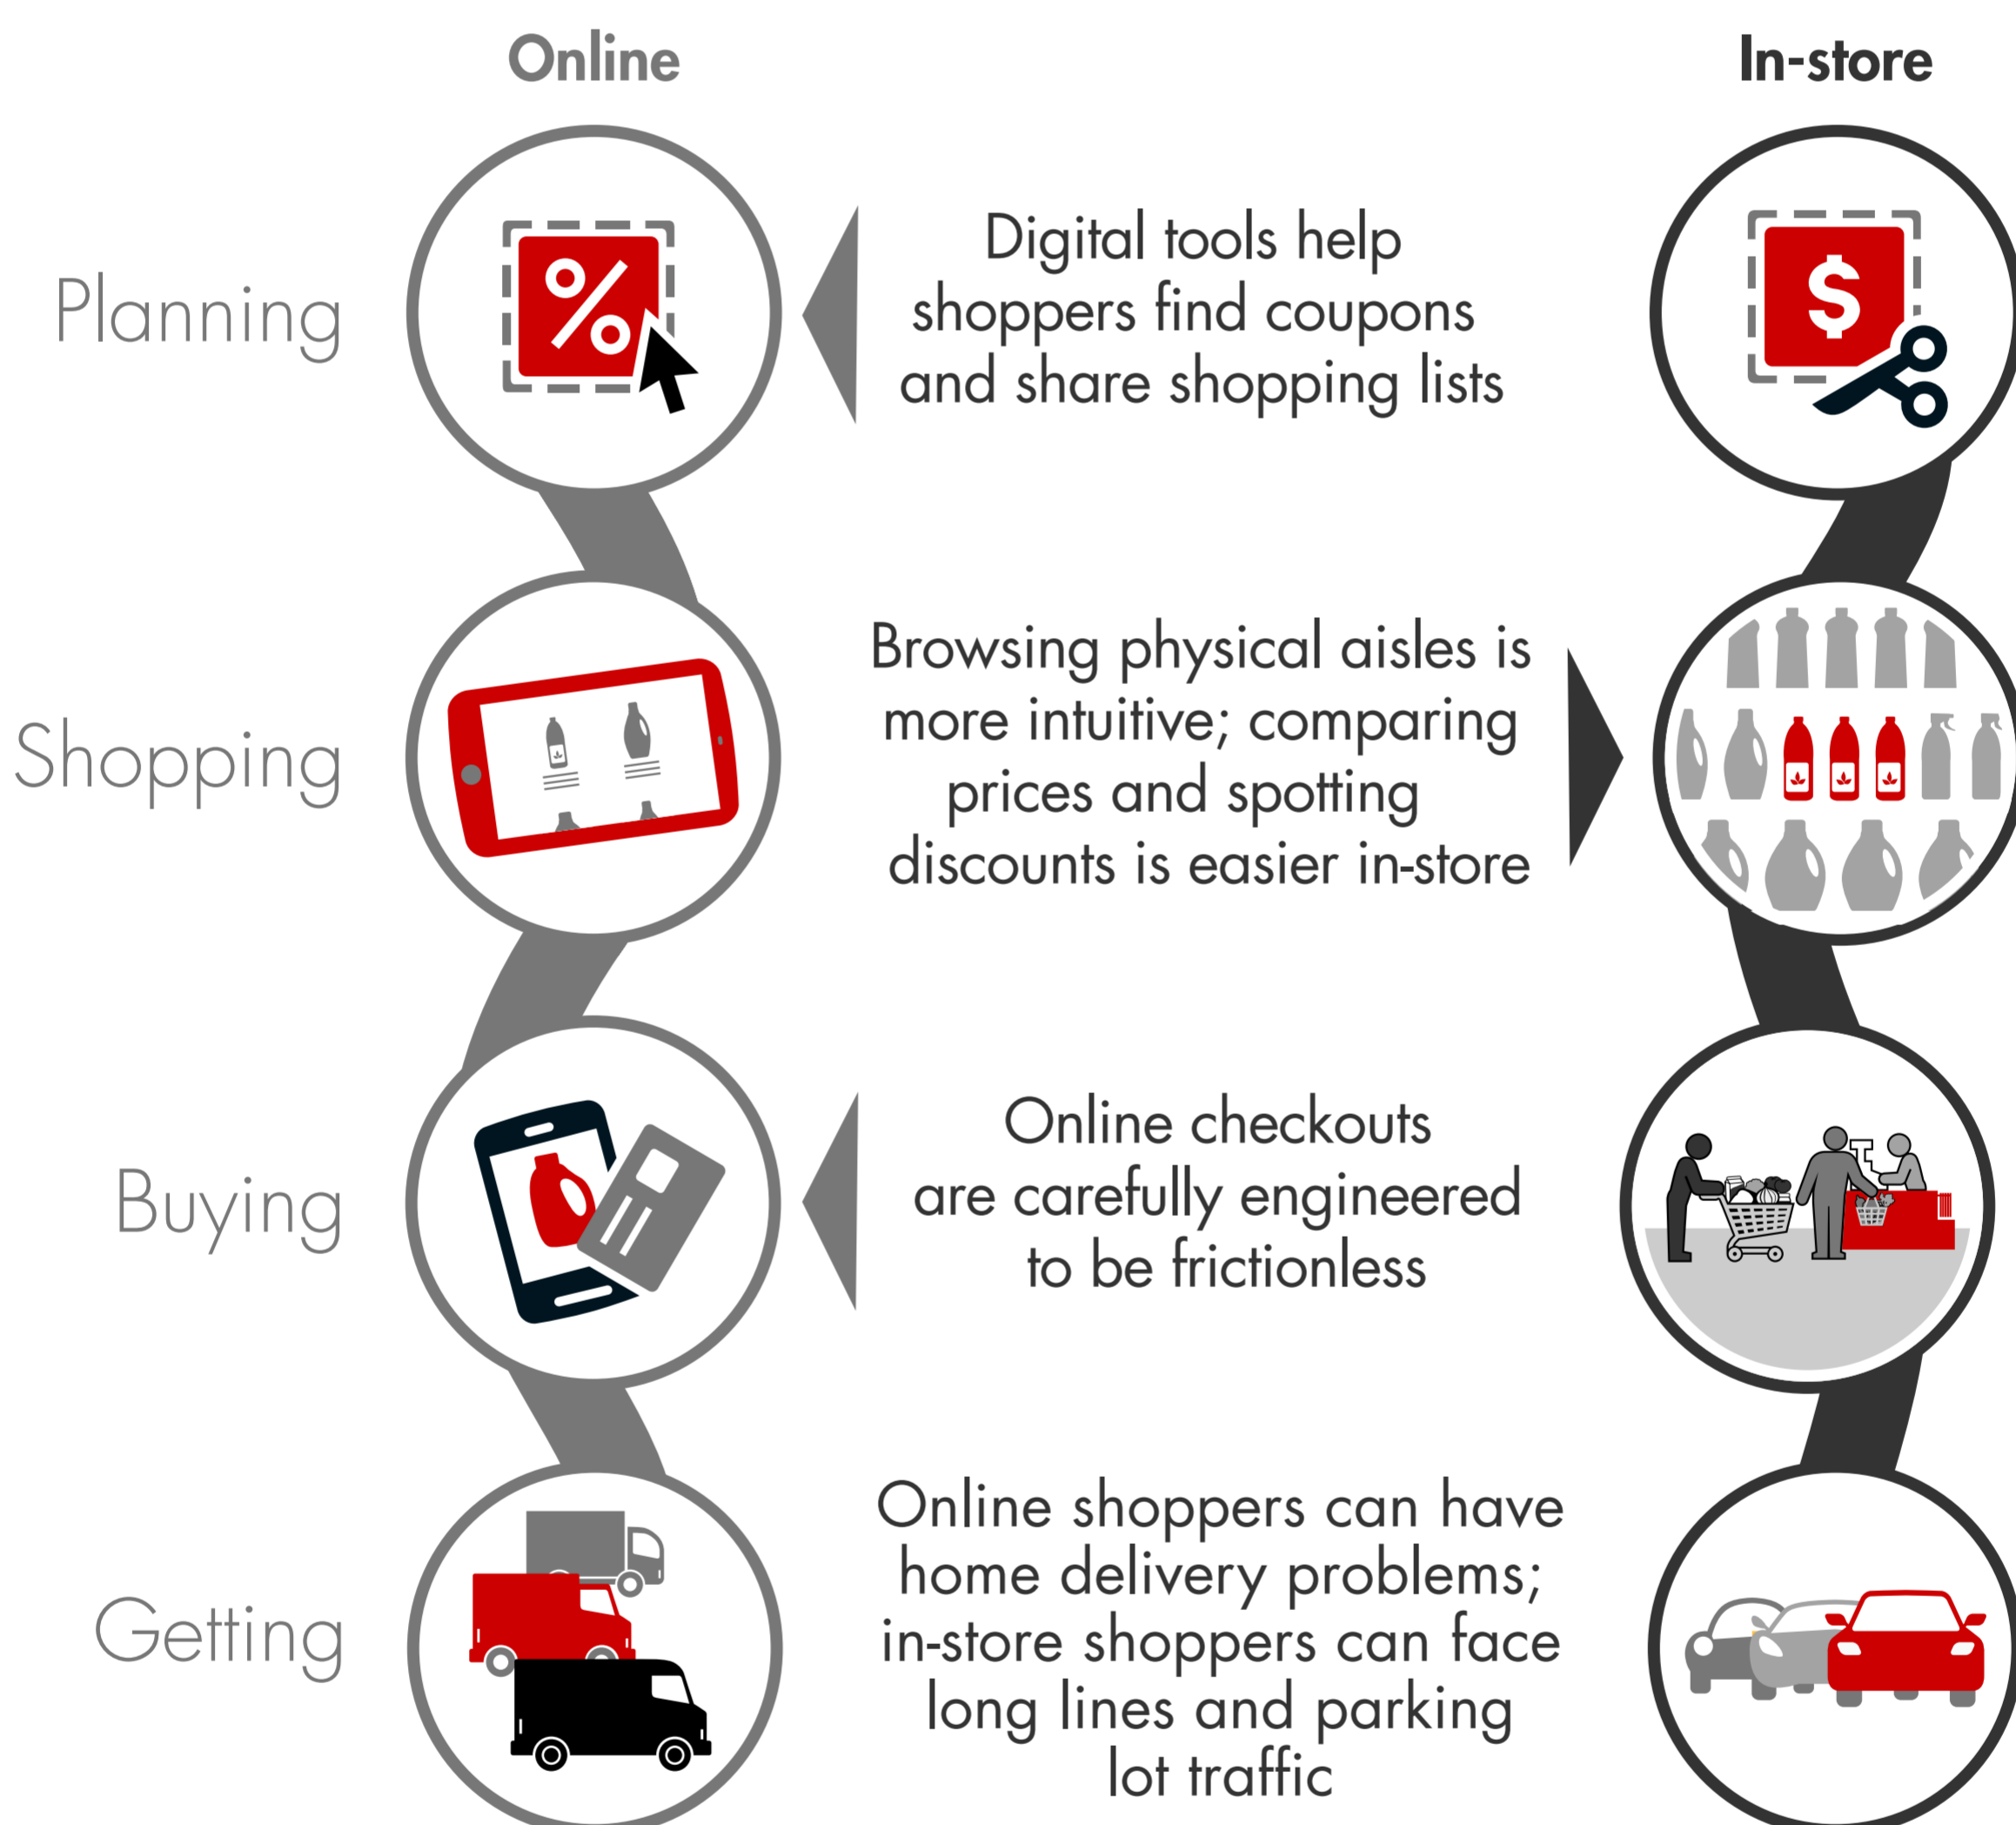 Online
In-store
Planning
Digital tools help
shoppers find coupons
and share shopping lists
%
$
Shopping
Browsing physical aisles is
more intuitive; comparing
prices and spotting
discounts is easier in-store
Buying
Online checkouts
are carefully engineered
to be frictionless
Getting
Online shoppers can have
home delivery problems;
in-store shoppers can face
long lines and parking
lot traffic